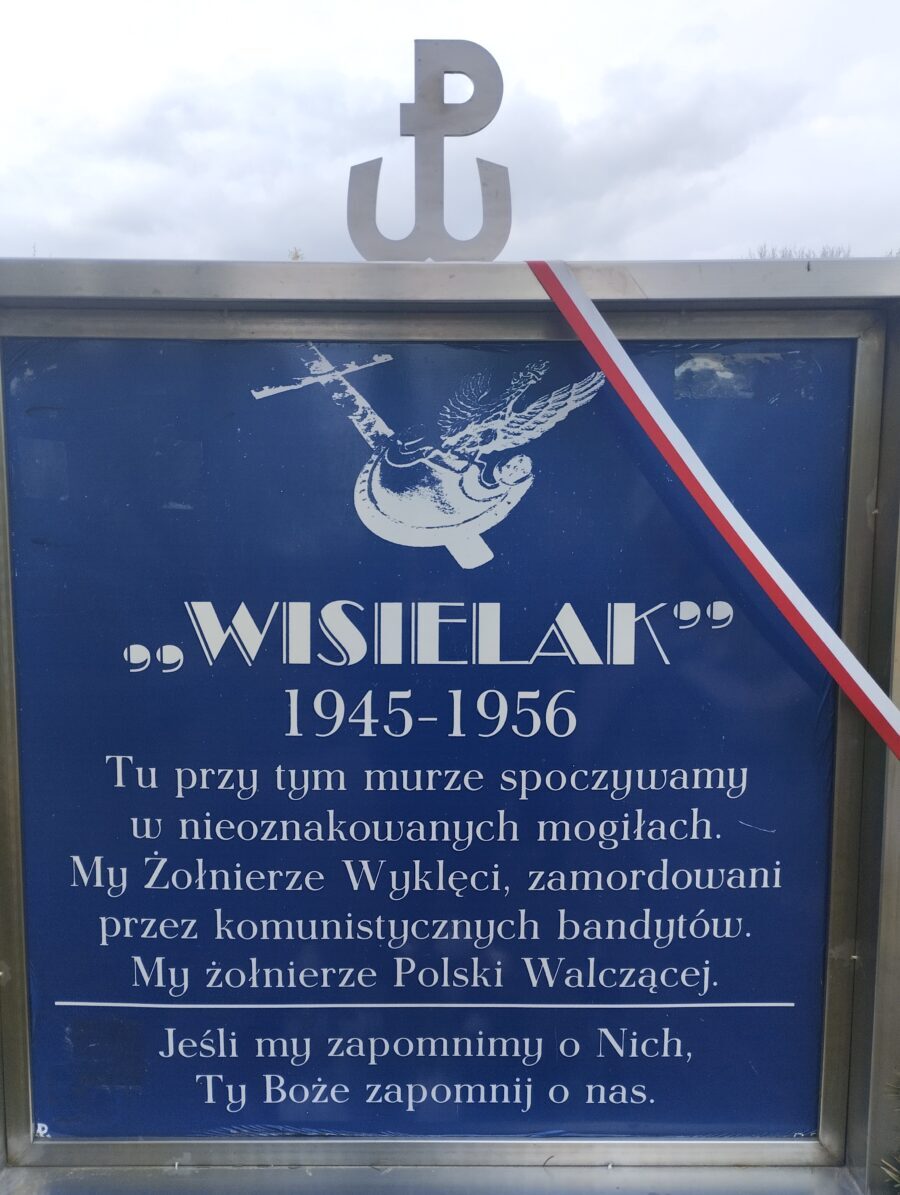 „WISIELAK”
1945-1956
Tu przy tym murze spoczywamy
w nieoznakowanych mogiłach.
My Żołnierze Wyklęci, zamordowani
przez komunistycznych bandytów.
My żołnierze Polski Walczącej.
Jeśli my zapomnimy o Nich,
Ty Boże zapomnij o nas.